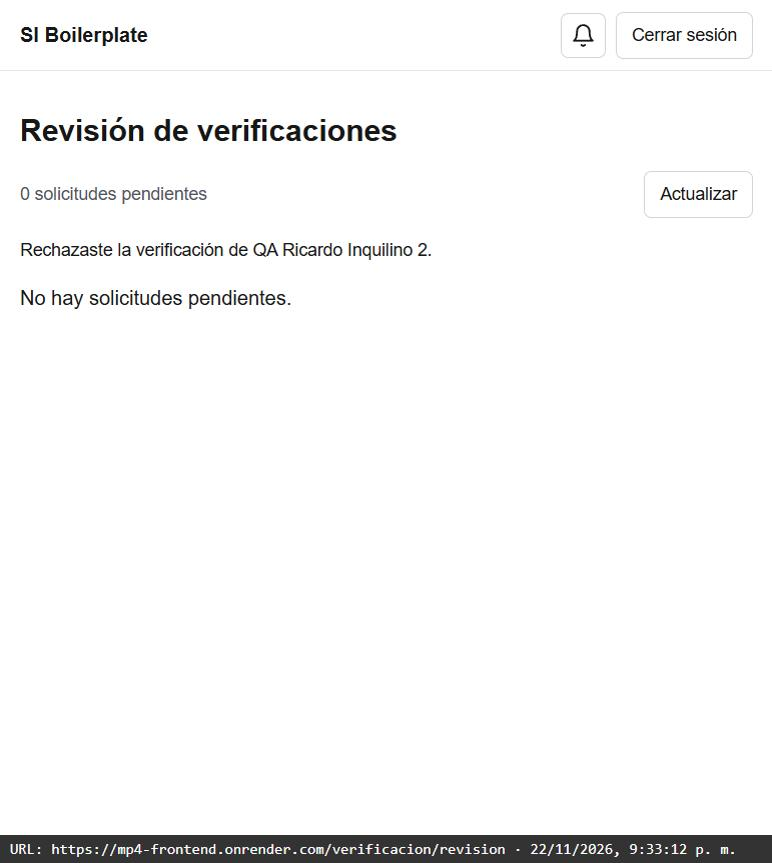 SI Boilerplate
Cerrar sesión
Revisión de verificaciones
0 solicitudes pendientes
Actualizar
Rechazaste la verificación de QA Ricardo Inquilino 2.
No hay solicitudes pendientes.
URL: https://mp4-frontend.onrender.com/verificacion/revision · 22/11/2026, 9:33:12 p. m.